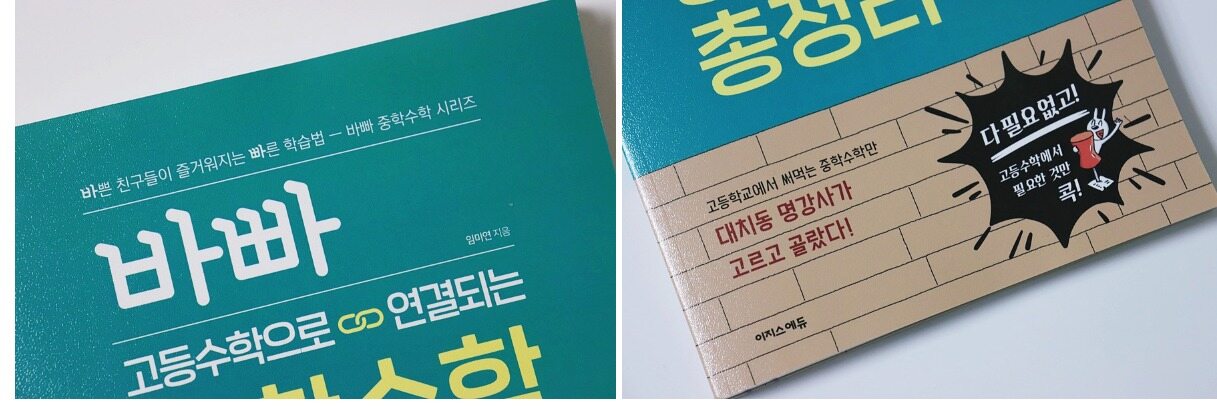 바쁜 친구들이 즐거워지는 빠른 학습법 – 바빠 중학수학 시리즈
바빠
임미연 지음
고등수학으로 연결되는
학수학
총정리
고등학교에서 써먹는 중학수학만
대치동 명강사가
고르고 골랐다!
다 필요 없고!
고등수학에서
필요한 것만
콕!
이지스에듀